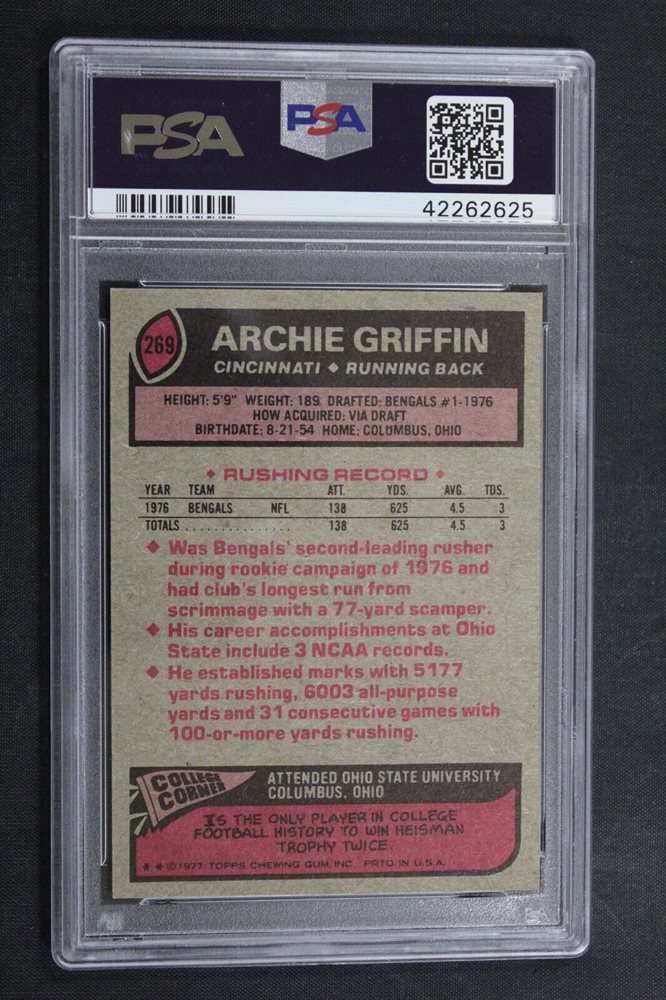 PSA
PSA
42262625
269
ARCHIE GRIFFIN
CINCINNATI ◆ RUNNING BACK
HEIGHT: 5'9" WEIGHT: 189 DRAFTED: BENGALS #1-1976
HOW ACQUIRED: VIA DRAFT
BIRTHDATE: 8-21-54 HOME: COLUMBUS, OHIO
◆ RUSHING RECORD ◆
YEAR TEAM ATT. YDS. AVG. TDS.
1976 BENGALS NFL 138 625 4.5 3
TOTALS . . . . . . . . . . . . . . . 138 625 4.5 3
◆ Was Bengals' second-leading rusher
during rookie campaign of 1976 and
had club's longest run from
scrimmage with a 77-yard scamper.
◆ His career accomplishments at Ohio
State include 3 NCAA records.
◆ He established marks with 5177
yards rushing, 6003 all-purpose
yards and 31 consecutive games with
100-or-more yards rushing.
COLLEGE
CORNER
ATTENDED OHIO STATE UNIVERSITY
COLUMBUS, OHIO
IS THE ONLY PLAYER IN COLLEGE
FOOTBALL HISTORY TO WIN HEISMAN
TROPHY TWICE.
* * © 1977 TOPPS CHEWING GUM, INC. PRTD. IN U.S.A.